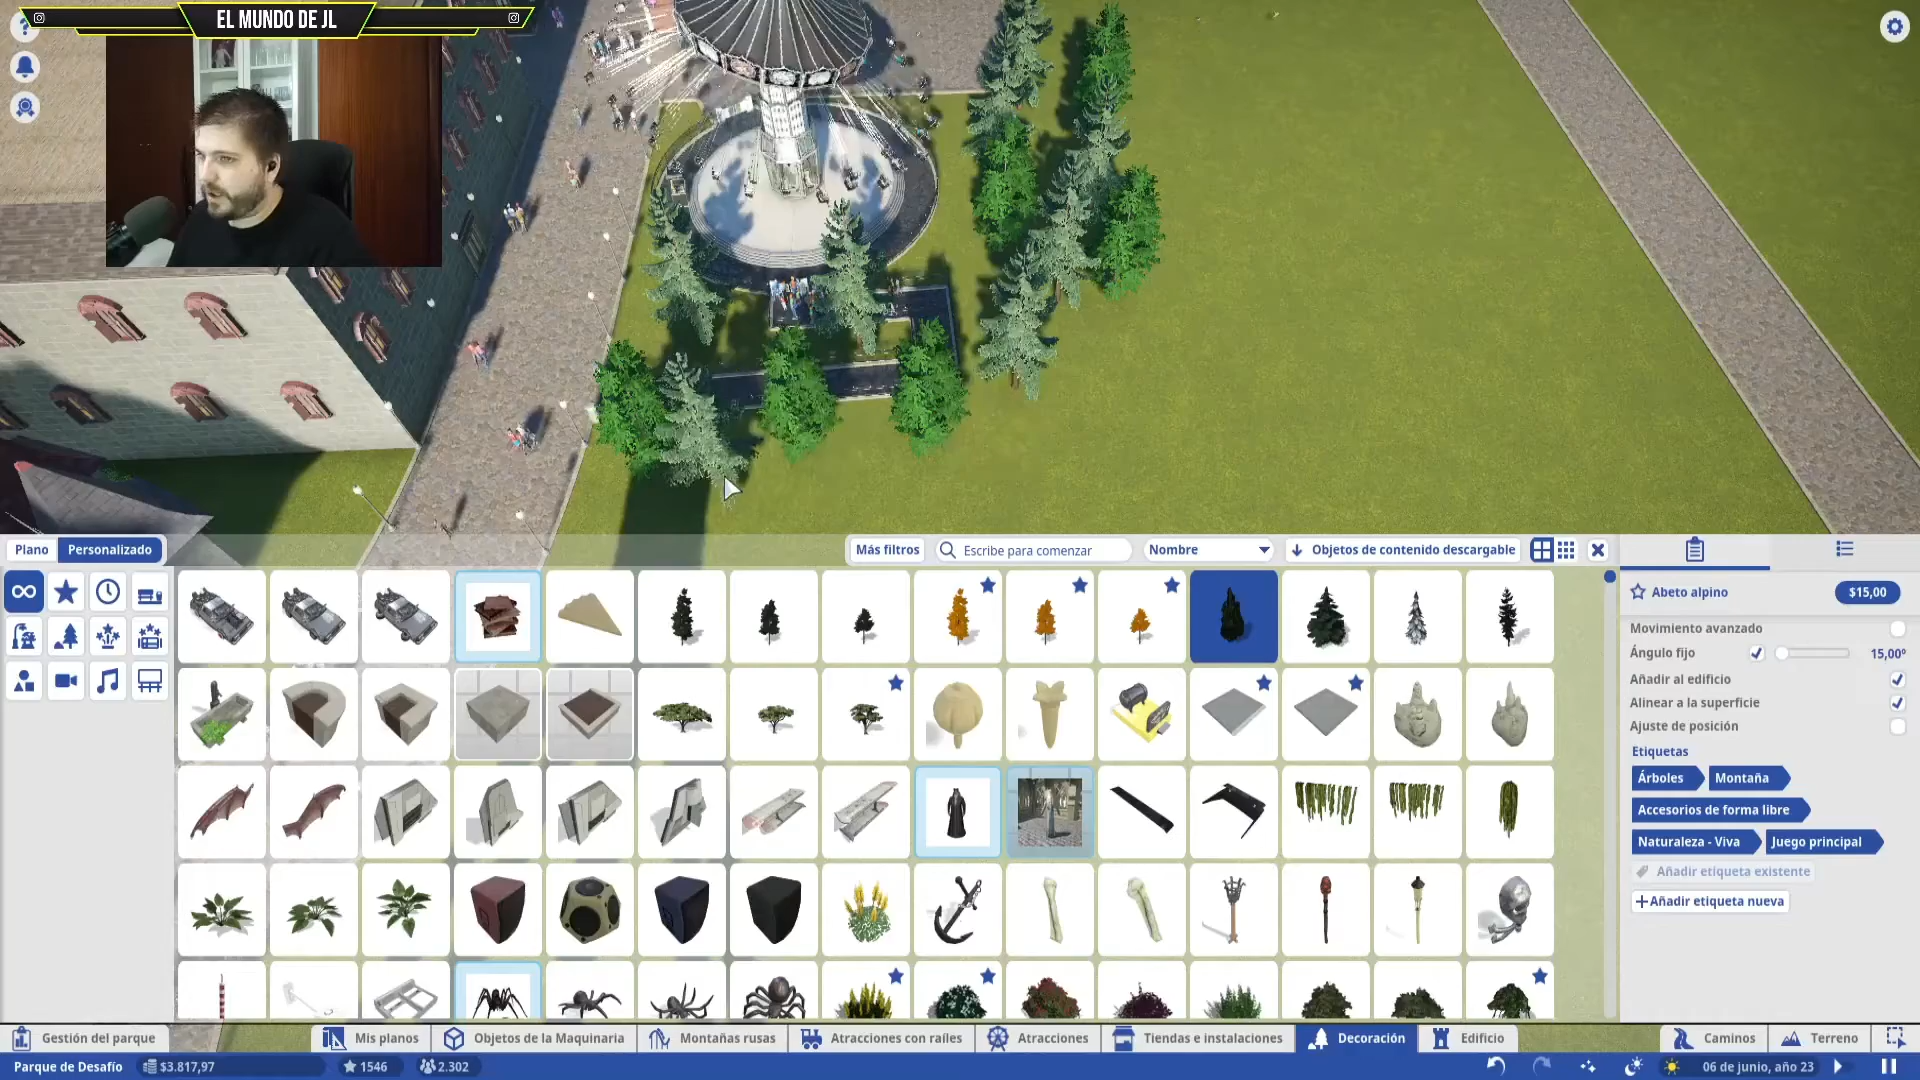 EL MUNDO DE JL
Plano
Personalizado
Más filtros
Escribe para comenzar
Nombre
Objetos de contenido descargable
Abeto alpino
$15,00
Movimiento avanzado
Ángulo fijo
15,00º
Añadir al edificio
Alinear a la superficie
Ajuste de posición
Etiquetas
Árboles
Montaña
Accesorios de forma libre
Naturaleza - Viva
Juego principal
Añadir etiqueta existente
+Añadir etiqueta nueva
Gestión del parque
Mis planos
Objetos de la Maquinaria
Montañas rusas
Atracciones con raíles
Atracciones
Tiendas e instalaciones
Decoración
Edificio
Caminos
Terreno
Parque de Desafío
$3.817,97
1546
2.302
06 de junio, año 23